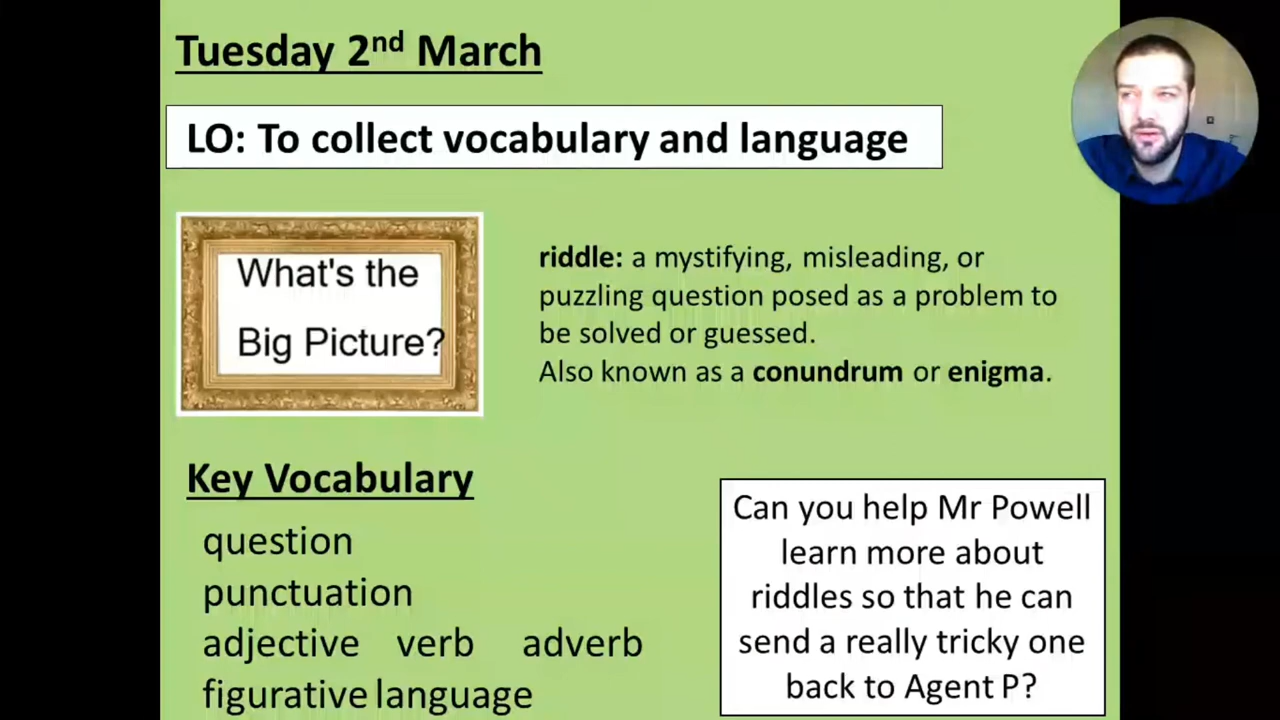 Tuesday 2nd March
LO: To collect vocabulary and language
What's the
Big Picture?
riddle: a mystifying, misleading, or
puzzling question posed as a problem to
be solved or guessed.
Also known as a conundrum or enigma.
Key Vocabulary
question
punctuation
adjective verb adverb
figurative language
Can you help Mr Powell
learn more about
riddles so that he can
send a really tricky one
back to Agent P?